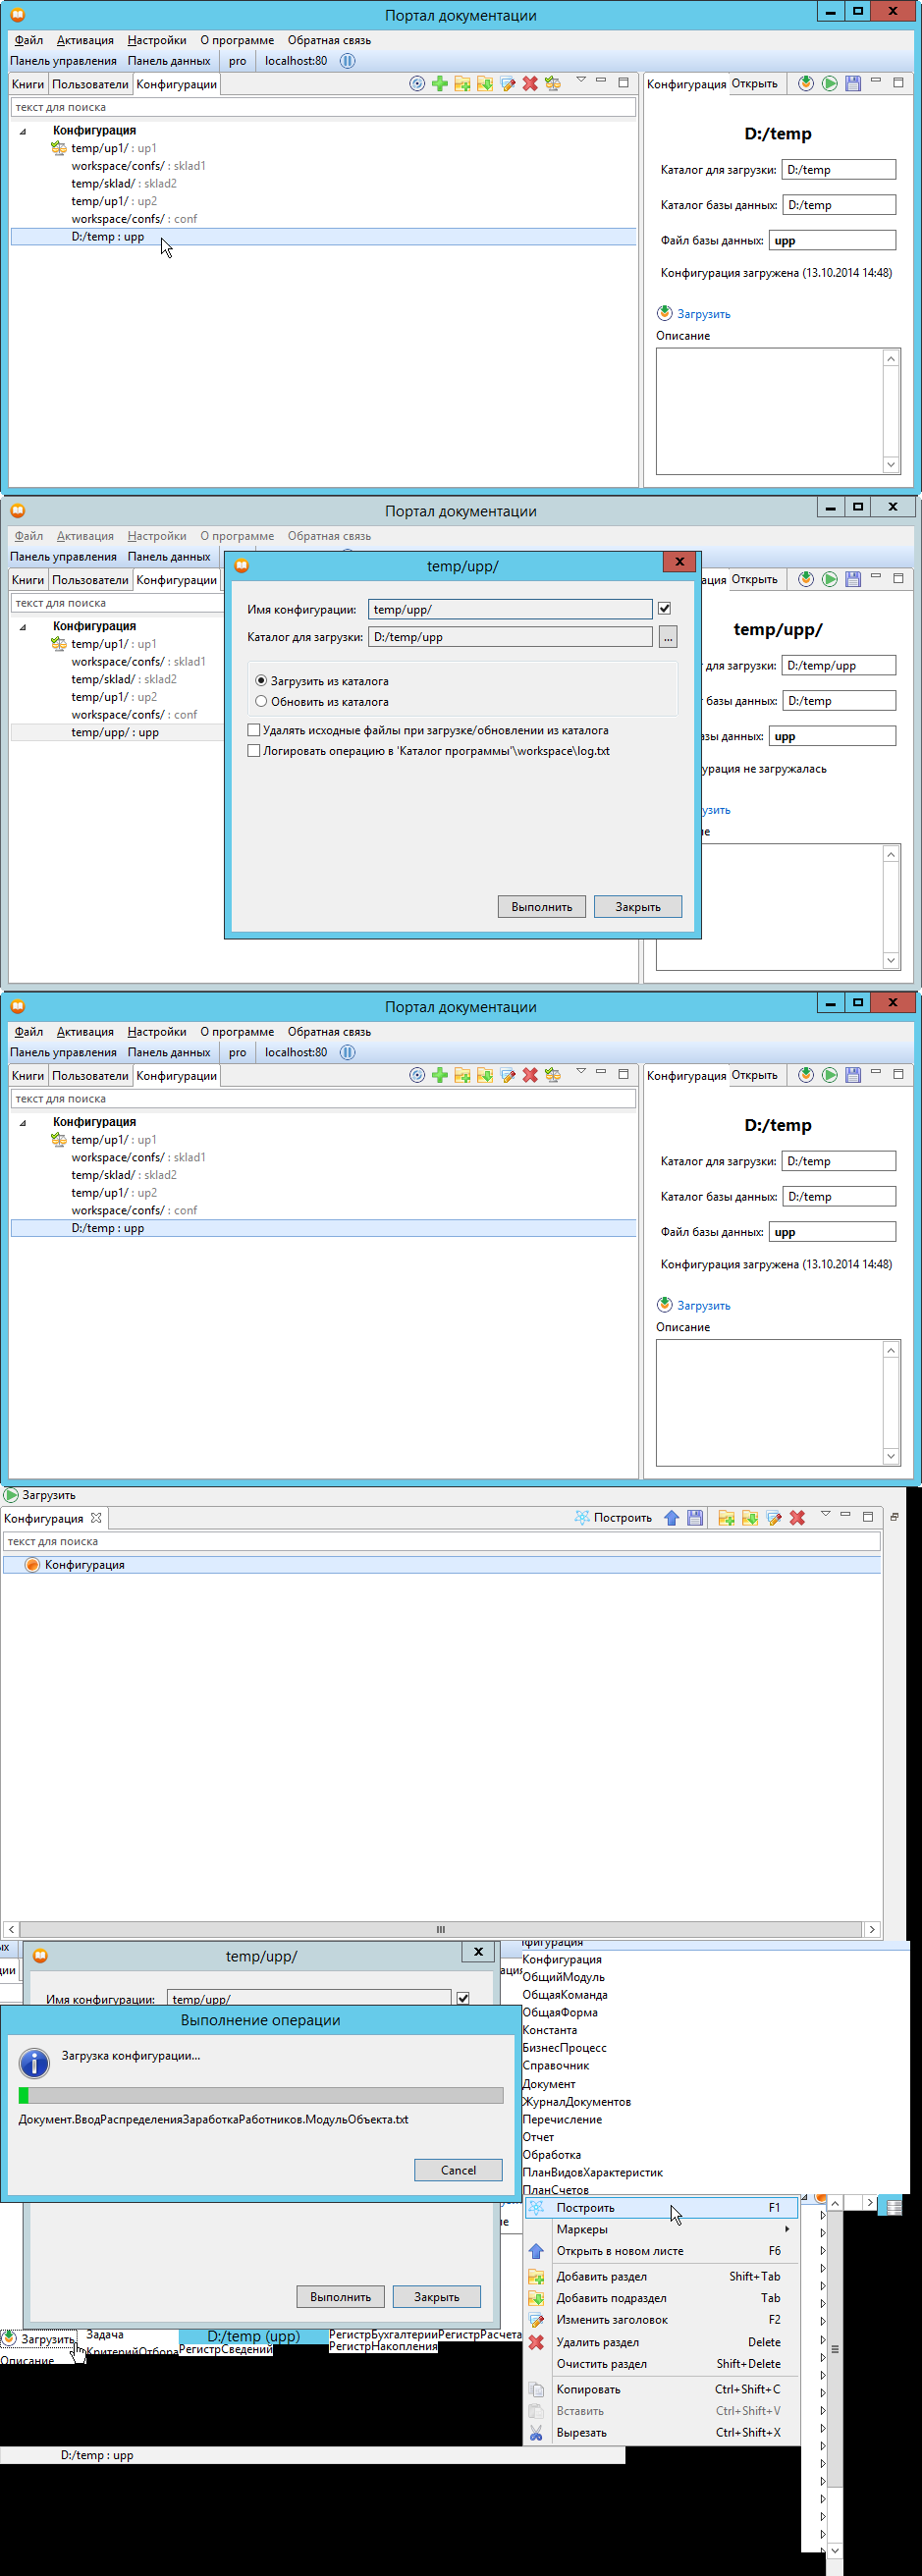 Портал документации
Файл Активация Настройки О программе Обратная связь
Панель управления Панель данных pro localhost:80
Книги Пользователи Конфигурации
текст для поиска
Конфигурация
temp/up1/ : up1
workspace/confs/ : sklad1
temp/sklad/ : sklad2
temp/up1/ : up2
workspace/confs/ : conf
D:/temp : upp
Конфигурация Открыть
D:/temp
Каталог для загрузки: D:/temp
Каталог базы данных: D:/temp
Файл базы данных: upp
Конфигурация загружена (13.10.2014 14:48)
Загрузить
Описание
Портал документации
Файл Активация Настройки О программе Обратная связь
Панель управления Панель данных
Книги Пользователи Конфигурации
текст для поиска
Конфигурация
temp/up1/ : up1
workspace/confs/ : sklad1
temp/sklad/ : sklad2
temp/up1/ : up2
workspace/confs/ : conf
temp/upp/ : upp
temp/upp/
Имя конфигурации: temp/upp/
Каталог для загрузки: D:/temp/upp ...
Загрузить из каталога
Обновить из каталога
Удалять исходные файлы при загрузке/обновлении из каталога
Логировать операцию в 'Каталог программы'\workspace\log.txt
Выполнить Закрыть
ация Открыть
temp/upp/
для загрузки: D:/temp/upp
базы данных: D:/temp
азы данных: upp
урация не загружалась
узить
ие
Портал документации
Файл Активация Настройки О программе Обратная связь
Панель управления Панель данных pro localhost:80
Книги Пользователи Конфигурации
текст для поиска
Конфигурация
temp/up1/ : up1
workspace/confs/ : sklad1
temp/sklad/ : sklad2
temp/up1/ : up2
workspace/confs/ : conf
D:/temp : upp
Конфигурация Открыть
D:/temp
Каталог для загрузки: D:/temp
Каталог базы данных: D:/temp
Файл базы данных: upp
Конфигурация загружена (13.10.2014 14:48)
Загрузить
Описание
Загрузить
Конфигурация Построить
текст для поиска
Конфигурация
ых
ии
temp/upp/
Имя конфигурации: temp/upp/
Выполнение операции
Загрузка конфигурации...
Документ.ВводРаспределенияЗаработкаРаботников.МодульОбъекта.txt
Cancel
Выполнить Закрыть
фигурация
Конфигурация
ОбщийМодуль
ОбщаяКоманда
ОбщаяФорма
Константа
БизнесПроцесс
Справочник
Документ
ЖурналДокументов
Перечисление
Отчет
Обработка
ПланВидовХарактеристик
ПланСчетов
ие
Построить F1
Маркеры
Открыть в новом листе F6
Добавить раздел Shift+Tab
Добавить подраздел Tab
Изменить заголовок F2
Удалить раздел Delete
Очистить раздел Shift+Delete
Копировать Ctrl+Shift+C
Вставить Ctrl+Shift+V
Вырезать Ctrl+Shift+X
Загрузить
Описание
Задача
КритерийОтбора
D:/temp (upp)
РегистрСведений
РегистрБухгалтерии
РегистрРасчета
РегистрНакопления
D:/temp : upp